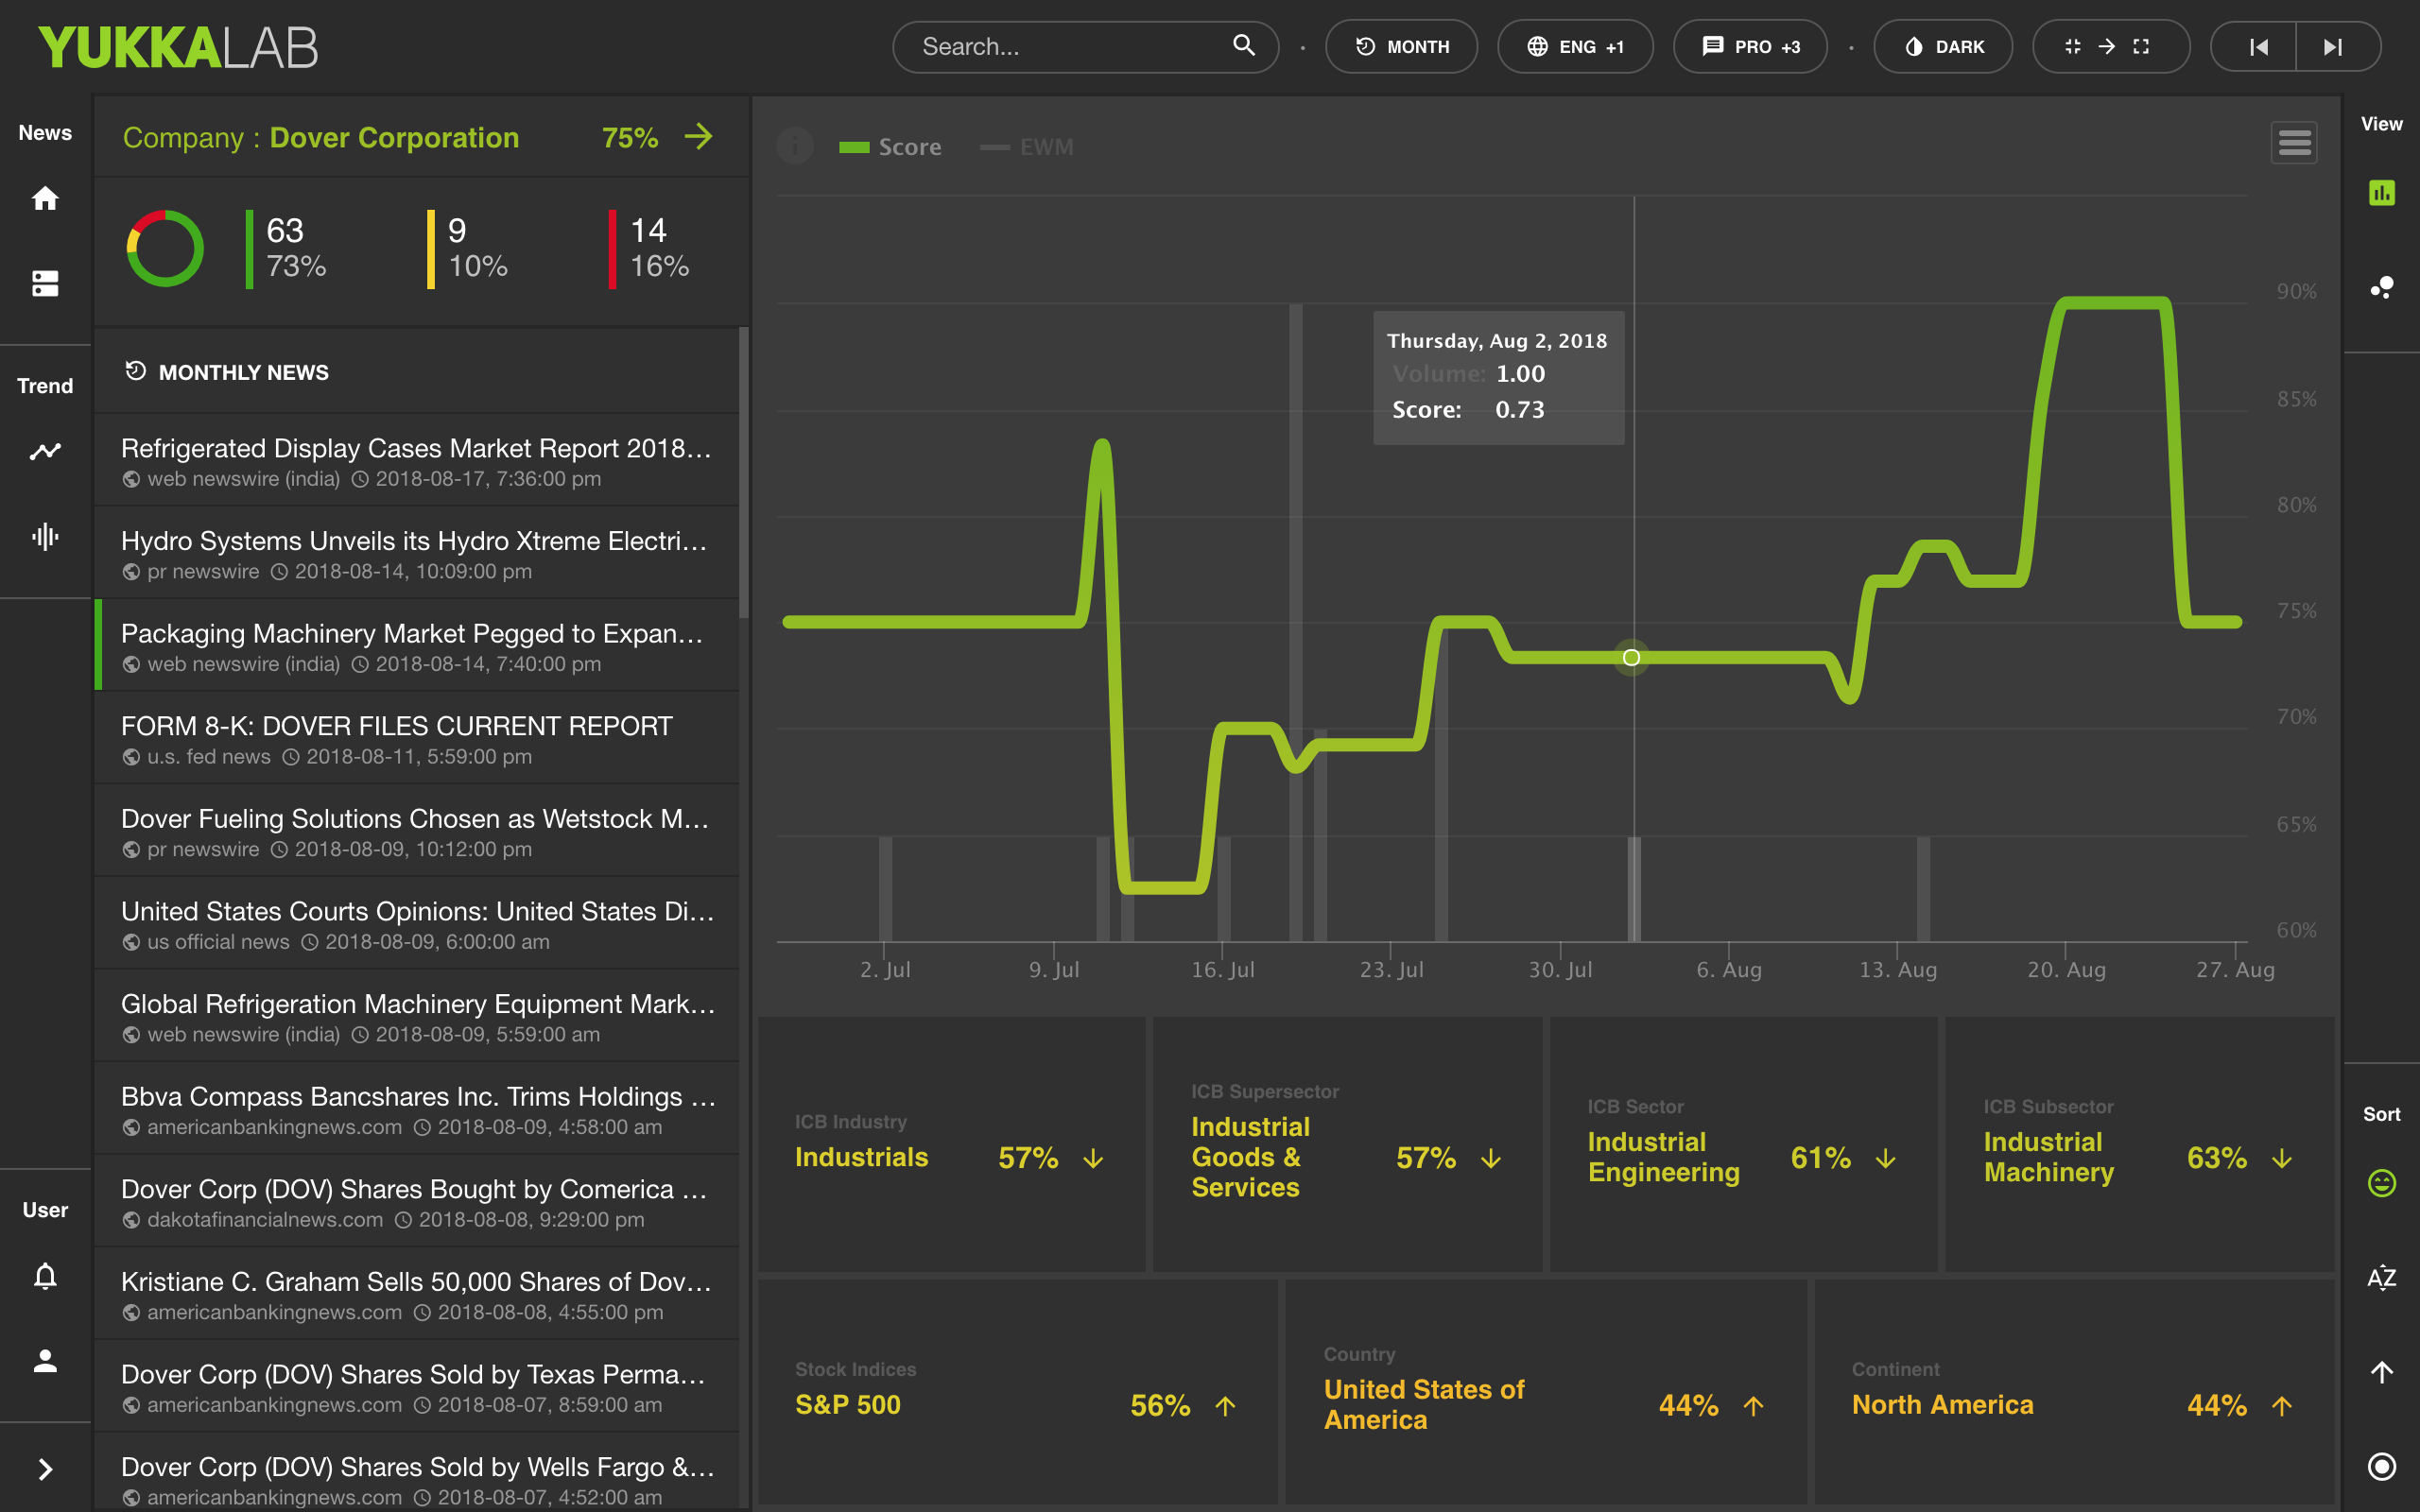 YUKKALAB
Search...
MONTH
ENG +1
PRO +3
DARK
News
Trend
User
Company : Dover Corporation 75%
63
73%
9
10%
14
16%
MONTHLY NEWS
Refrigerated Display Cases Market Report 2018...
web newswire (india) 2018-08-17, 7:36:00 pm
Hydro Systems Unveils its Hydro Xtreme Electri...
pr newswire 2018-08-14, 10:09:00 pm
Packaging Machinery Market Pegged to Expan...
web newswire (india) 2018-08-14, 7:40:00 pm
FORM 8-K: DOVER FILES CURRENT REPORT
u.s. fed news 2018-08-11, 5:59:00 pm
Dover Fueling Solutions Chosen as Wetstock M...
pr newswire 2018-08-09, 10:12:00 pm
United States Courts Opinions: United States Di...
us official news 2018-08-09, 6:00:00 am
Global Refrigeration Machinery Equipment Mark...
web newswire (india) 2018-08-09, 5:59:00 am
Bbva Compass Bancshares Inc. Trims Holdings ...
americanbankingnews.com 2018-08-09, 4:58:00 am
Dover Corp (DOV) Shares Bought by Comerica ...
dakotafinancialnews.com 2018-08-08, 9:29:00 pm
Kristiane C. Graham Sells 50,000 Shares of Dov...
americanbankingnews.com 2018-08-08, 4:55:00 pm
Dover Corp (DOV) Shares Sold by Texas Perma...
americanbankingnews.com 2018-08-07, 8:59:00 am
Dover Corp (DOV) Shares Sold by Wells Fargo &...
americanbankingnews.com 2018-08-07, 4:52:00 am
Score
EWM
Thursday, Aug 2, 2018
Volume: 1.00
Score: 0.73
90%
85%
80%
75%
70%
65%
60%
2. Jul
9. Jul
16. Jul
23. Jul
30. Jul
6. Aug
13. Aug
20. Aug
27. Aug
ICB Industry
Industrials 57%
ICB Supersector
Industrial
Goods & 57%
Services
ICB Sector
Industrial
Engineering 61%
ICB Subsector
Industrial
Machinery 63%
Stock Indices
S&P 500 56%
Country
United States of
America 44%
Continent
North America 44%
View
Sort
AZ